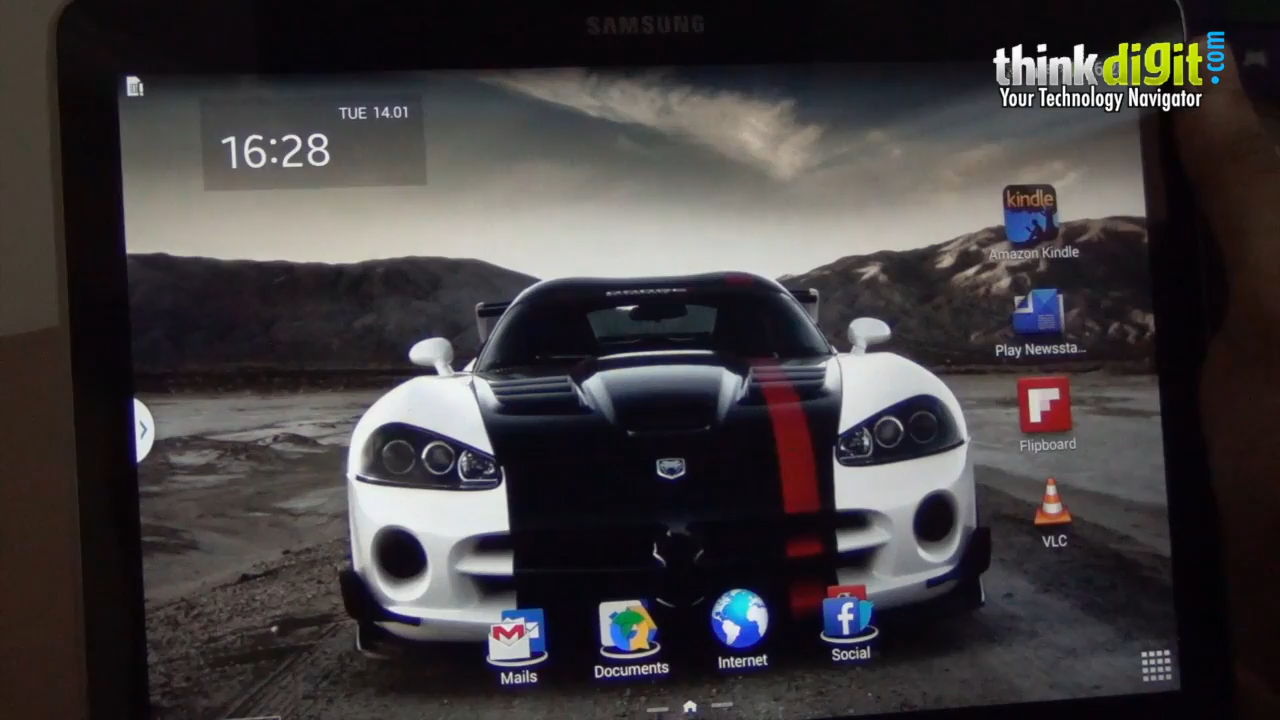 SAMSUNG
thinkdigit.com
Your Technology Navigator
TUE 14.01
16:28
kindle
Amazon Kindle
Play Newssta...
DODGE
Flipboard
VLC
Mails
Documents
Internet
Social